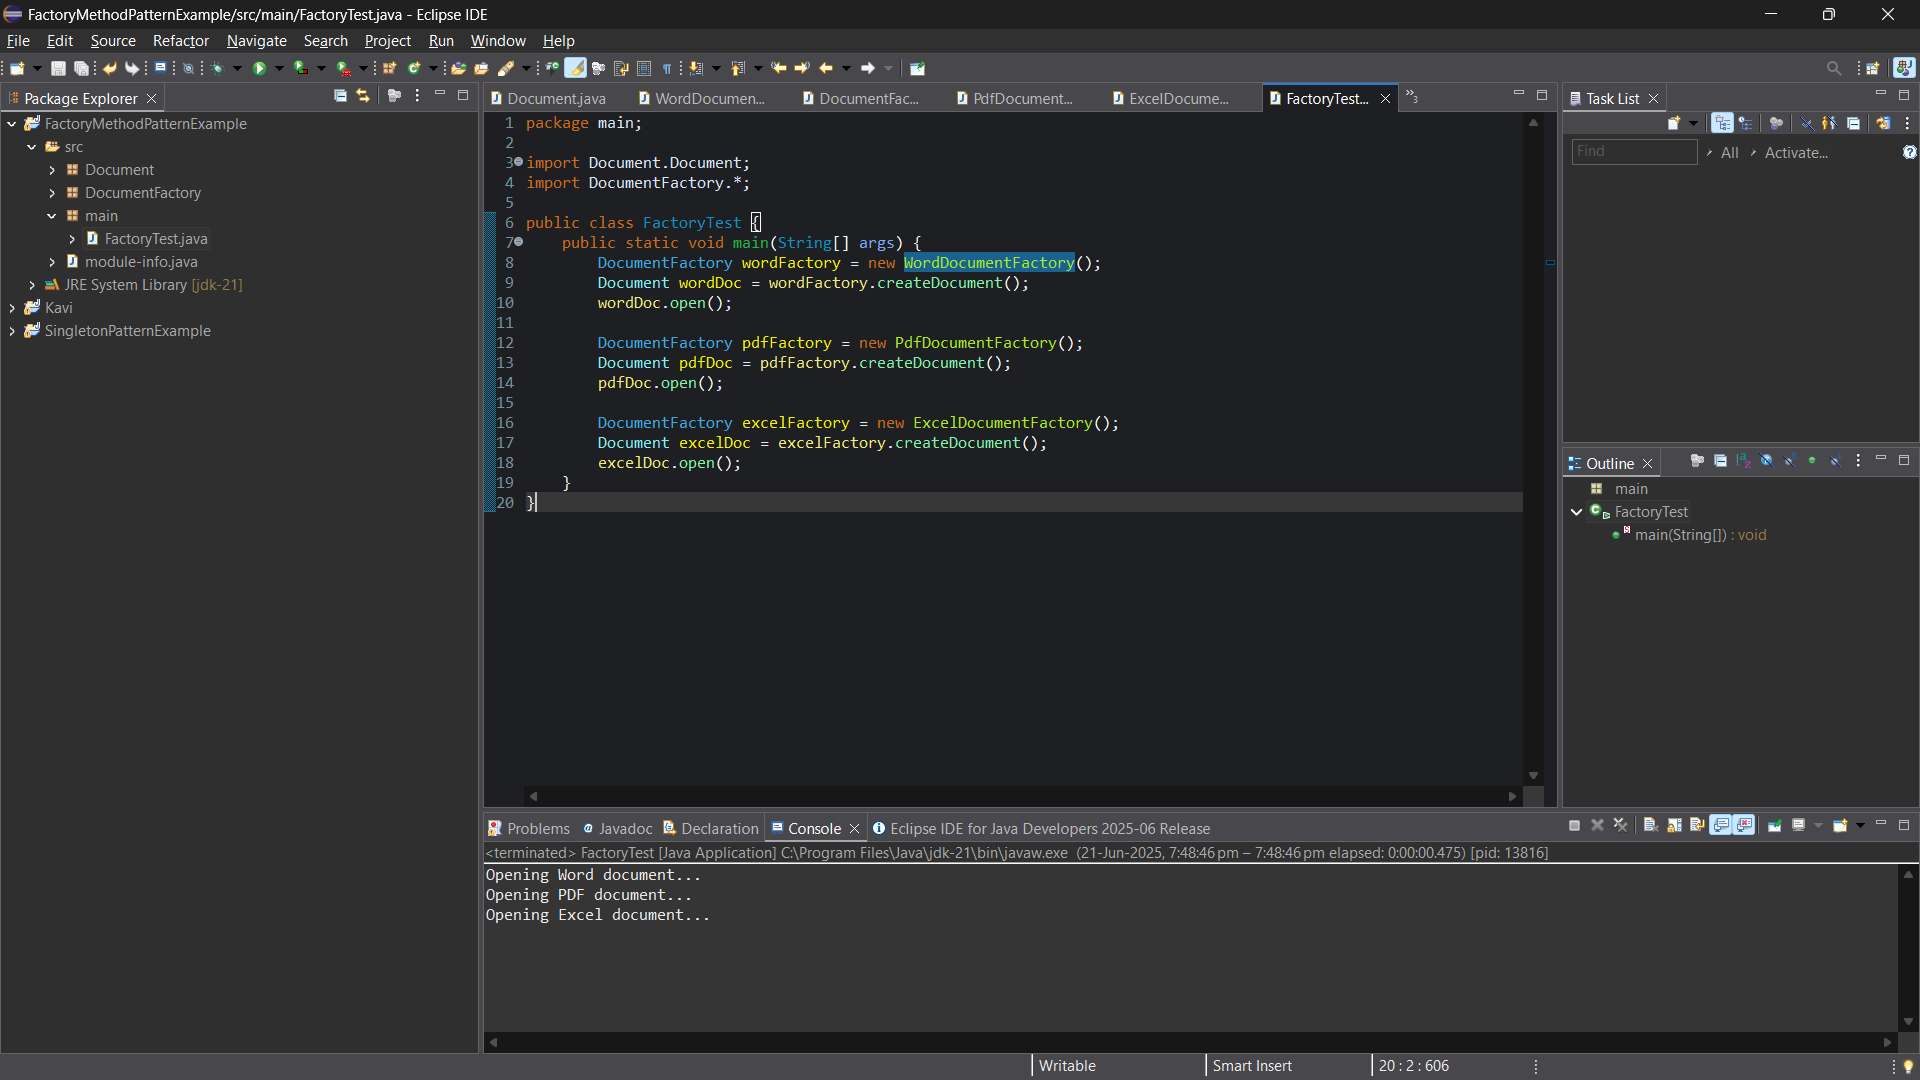 FactoryMethodPatternExample/src/main/FactoryTest.java - Eclipse IDE
File Edit Source Refactor Navigate Search Project Run Window Help
Package Explorer
FactoryMethodPatternExample
src
Document
DocumentFactory
main
FactoryTest.java
module-info.java
JRE System Library [jdk-21]
Kavi
SingletonPatternExample
Document.java WordDocumen... DocumentFac... PdfDocument... ExcelDocume... FactoryTest... »3
1 package main;
2
3 import Document.Document;
4 import DocumentFactory.*;
5
6 public class FactoryTest {
7 public static void main(String[] args) {
8 DocumentFactory wordFactory = new WordDocumentFactory();
9 Document wordDoc = wordFactory.createDocument();
10 wordDoc.open();
11
12 DocumentFactory pdfFactory = new PdfDocumentFactory();
13 Document pdfDoc = pdfFactory.createDocument();
14 pdfDoc.open();
15
16 DocumentFactory excelFactory = new ExcelDocumentFactory();
17 Document excelDoc = excelFactory.createDocument();
18 excelDoc.open();
19 }
20 }
Task List
Find All Activate...
Outline
main
FactoryTest
main(String[]) : void
Problems Javadoc Declaration Console Eclipse IDE for Java Developers 2025-06 Release
<terminated> FactoryTest [Java Application] C:\Program Files\Java\jdk-21\bin\javaw.exe (21-Jun-2025, 7:48:46 pm – 7:48:46 pm elapsed: 0:00:00.475) [pid: 13816]
Opening Word document...
Opening PDF document...
Opening Excel document...
Writable Smart Insert 20 : 2 : 606